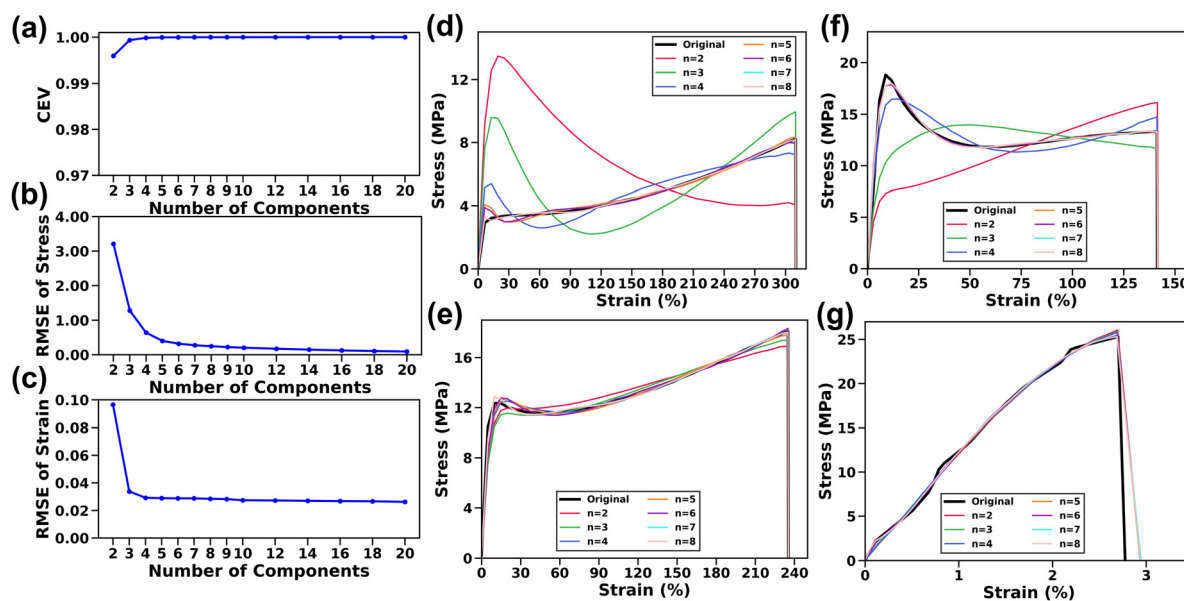 (a)
1.00
0.99
0.98
0.97
CEV
2 3 4 5 6 7 8 9 10 12 14 16 18 20
Number of Components
(b)
4.00
3.00
2.00
1.00
0.00
RMSE of Stress
2 3 4 5 6 7 8 9 10 12 14 16 18 20
Number of Components
(c)
0.10
0.08
0.06
0.04
0.02
0.00
RMSE of Strain
2 3 4 5 6 7 8 9 10 12 14 16 18 20
Number of Components
(d)
12
8
4
0
Stress (MPa)
Original
n=2
n=3
n=4
n=5
n=6
n=7
n=8
0 30 60 90 120 150 180 210 240 270 300
Strain (%)
(e)
16
12
8
4
0
Stress (MPa)
Original
n=2
n=3
n=4
n=5
n=6
n=7
n=8
0 30 60 90 120 150 180 210 240
Strain (%)
(f)
20
15
10
5
0
Stress (MPa)
Original
n=2
n=3
n=4
n=5
n=6
n=7
n=8
0 25 50 75 100 125 150
Strain (%)
(g)
25
20
15
10
5
0
Stress (MPa)
Original
n=2
n=3
n=4
n=5
n=6
n=7
n=8
0 1 2 3
Strain (%)